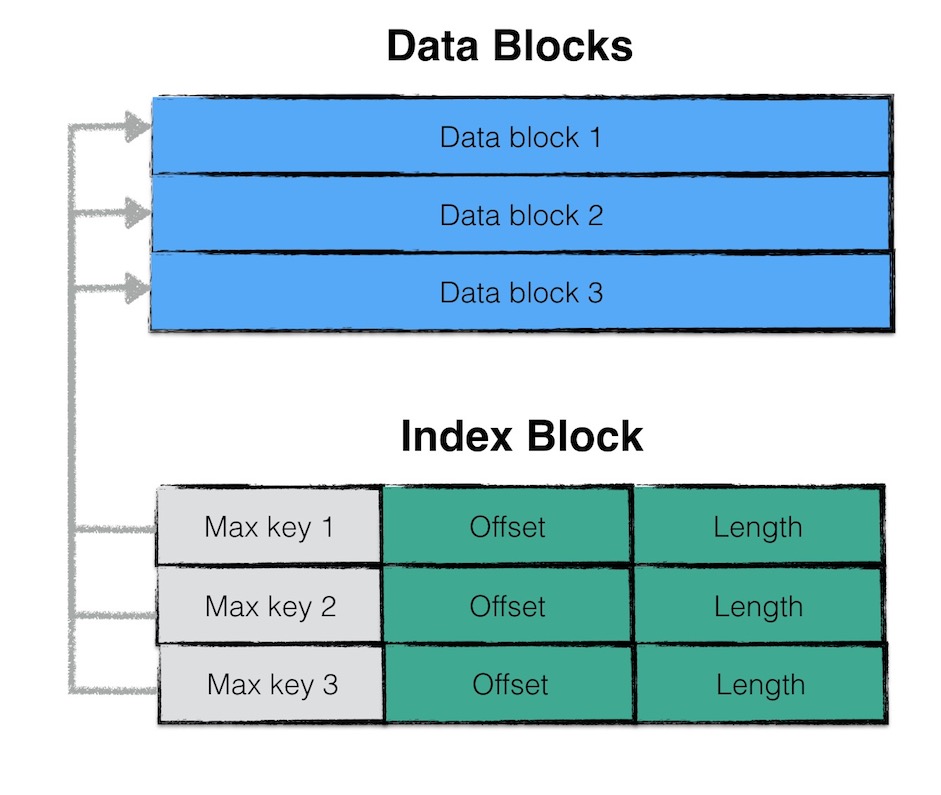 Data Blocks
Data block 1
Data block 2
Data block 3
Index Block
Max key 1 Offset Length
Max key 2 Offset Length
Max key 3 Offset Length